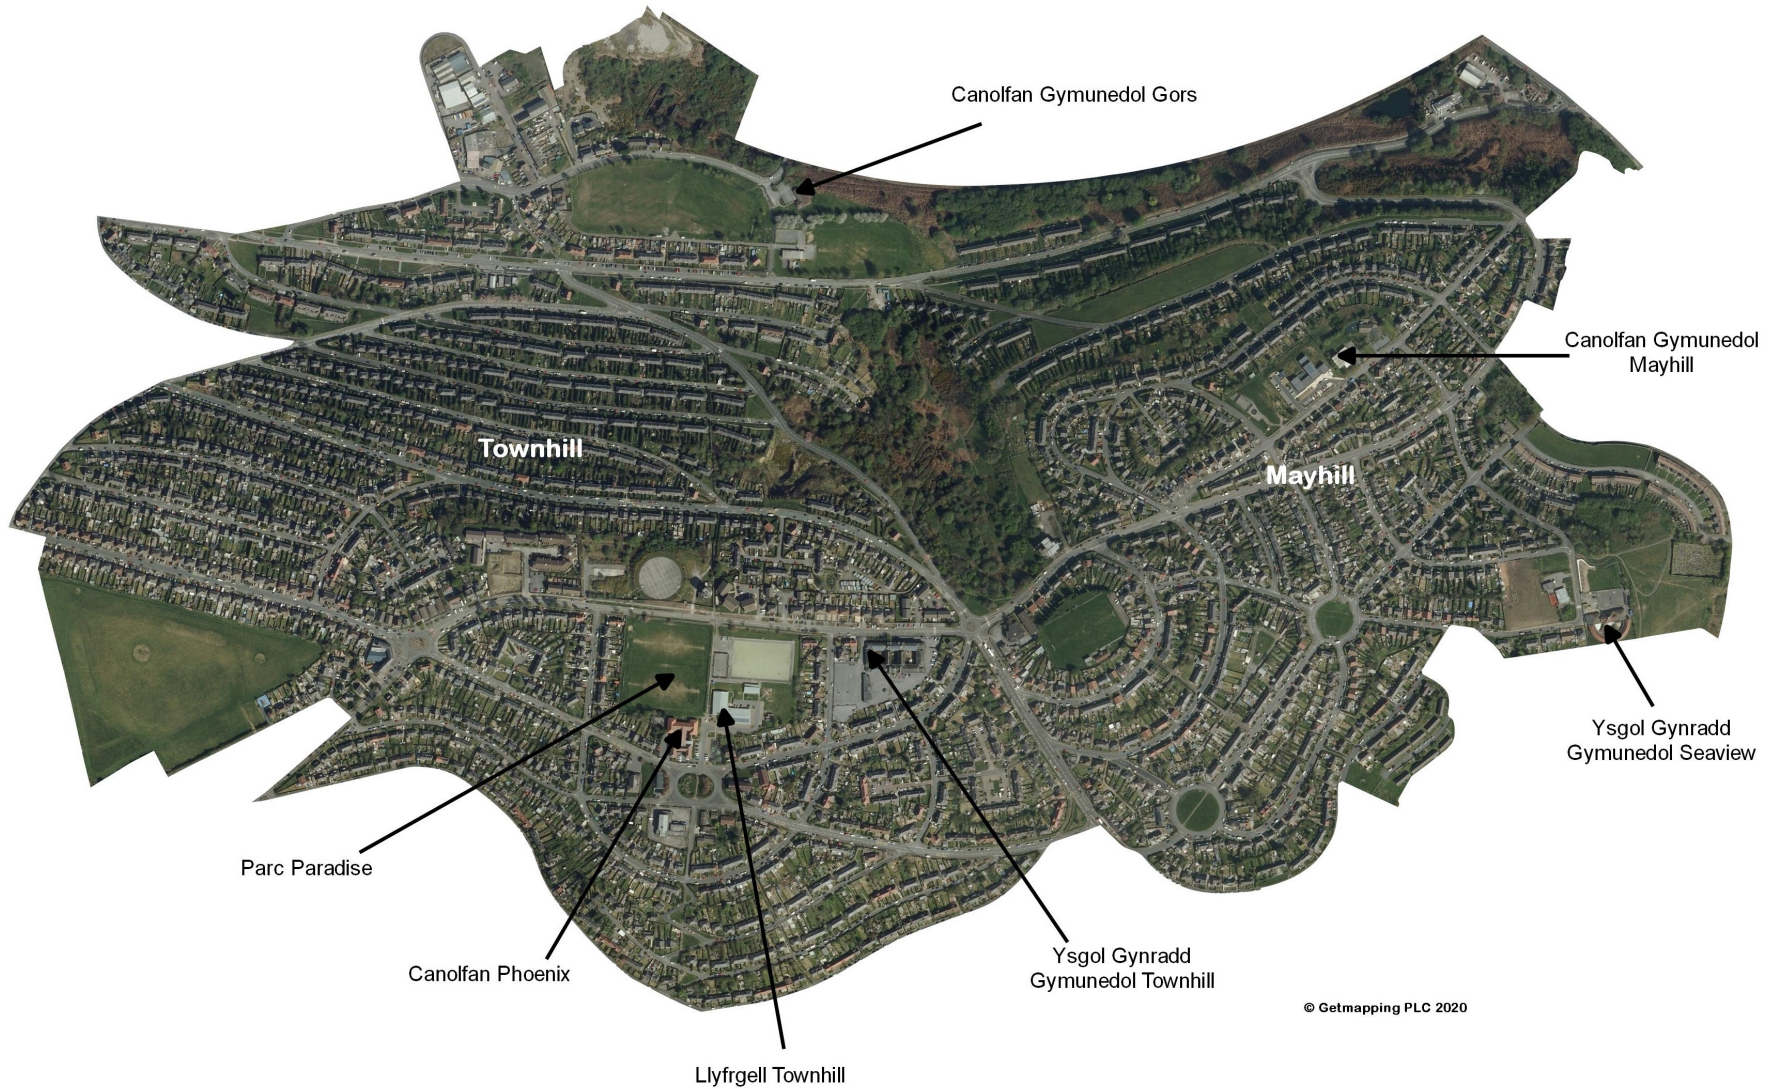 Canolfan Gymunedol Gors
Canolfan Gymunedol
Mayhill
Townhill
Mayhill
Ysgol Gynradd
Gymunedol Seaview
Parc Paradise
Canolfan Phoenix
Ysgol Gynradd
Gymunedol Townhill
© Getmapping PLC 2020
Llyfrgell Townhill